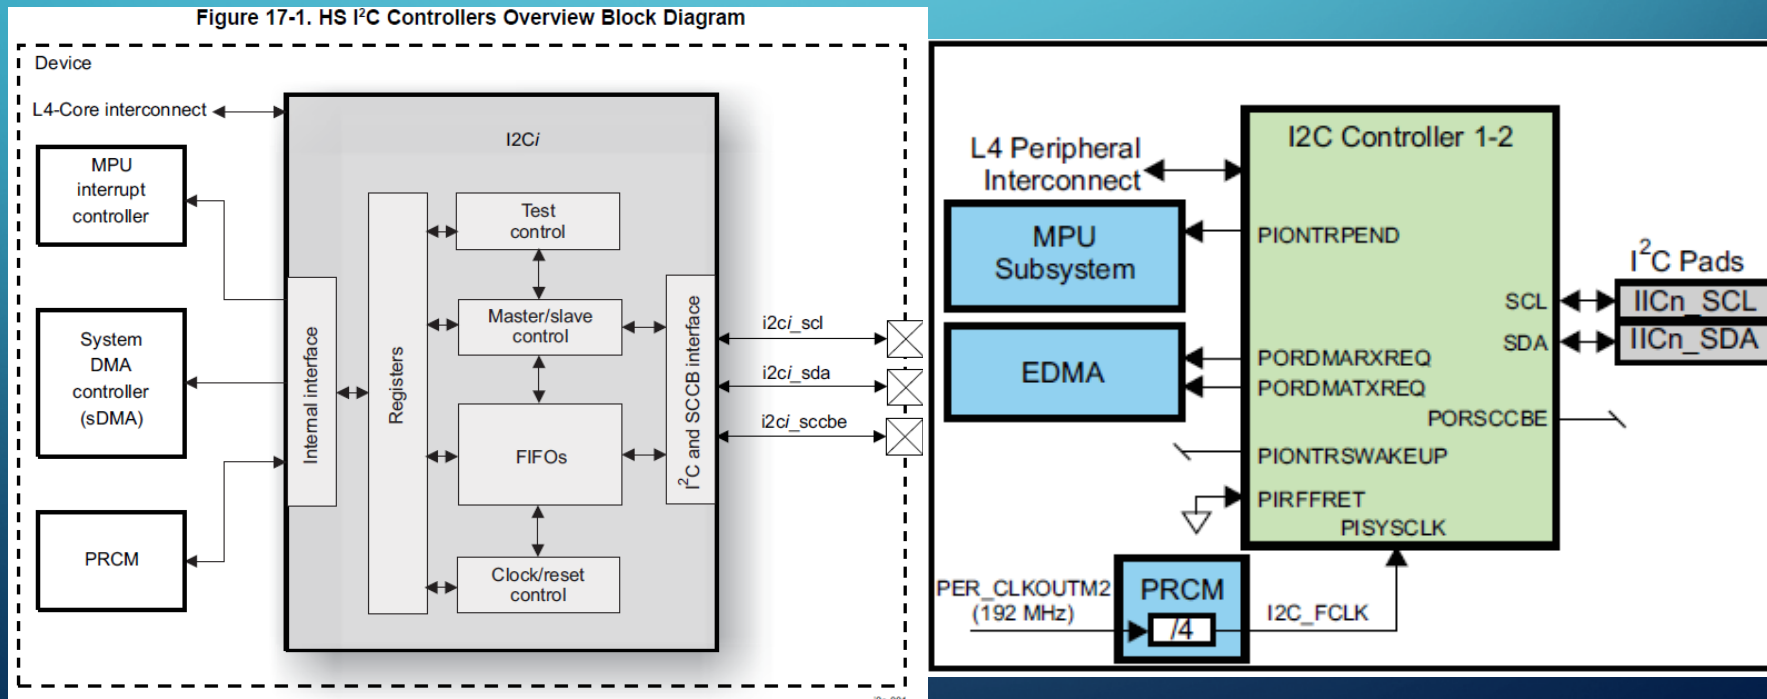 Figure 17-1. HS I²C Controllers Overview Block Diagram
Device
L4-Core interconnect
I2Ci
MPU
interrupt
controller
System
DMA
controller
(sDMA)
PRCM
Internal interface
Registers
Test
control
Master/slave
control
FIFOs
Clock/reset
control
I²C and SCCB interface
i2ci_scl
i2ci_sda
i2ci_sccbe
I2C Controller 1-2
L4 Peripheral
Interconnect
MPU
Subsystem
PIONTRPEND
EDMA
PORDMARXREQ
PORDMATXREQ
PIONTRSWAKEUP
PIRFFRET
PISYSCLK
SCL
SDA
PORSCCBE
I²C Pads
IICn_SCL
IICn_SDA
PER_CLKOUTM2
(192 MHz)
PRCM
/4
I2C_FCLK